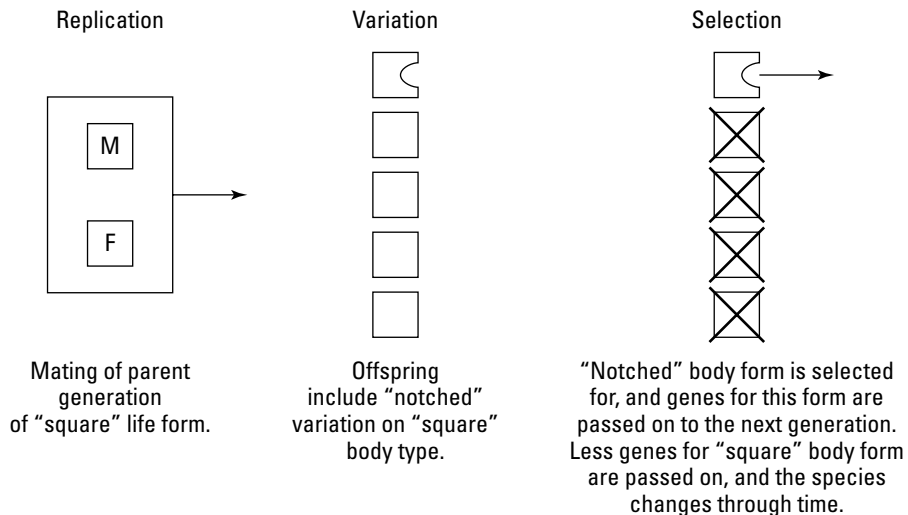 Replication
Variation
Selection
M
F
Mating of parent
generation
of “square” life form.
Offspring
include “notched”
variation on “square”
body type.
“Notched” body form is selected
for, and genes for this form are
passed on to the next generation.
Less genes for “square” body form
are passed on, and the species
changes through time.